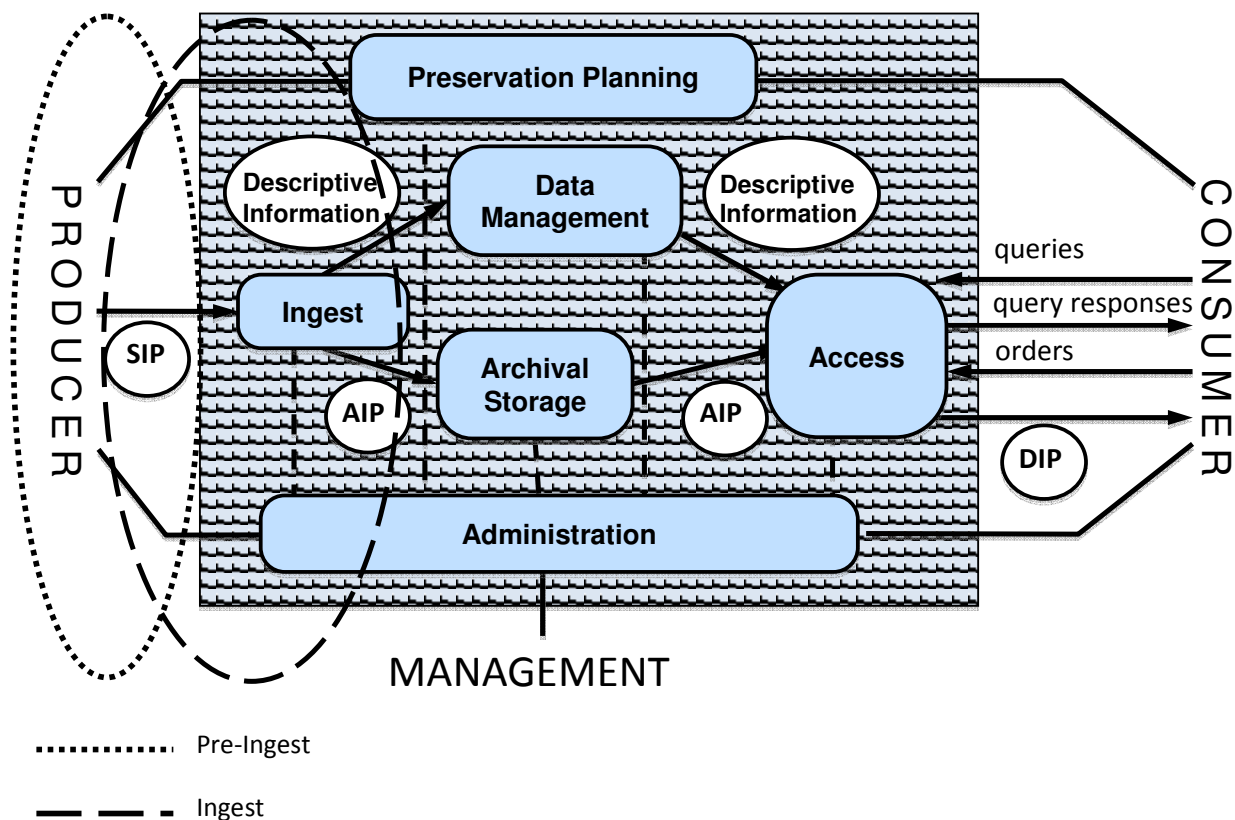 Preservation Planning
PRODUCER
Descriptive
Information
Data
Management
Descriptive
Information
CONSUMER
queries
Ingest
query responses
SIP
Archival
Storage
Access
orders
AIP
AIP
DIP
Administration
MANAGEMENT
Pre-Ingest
Ingest